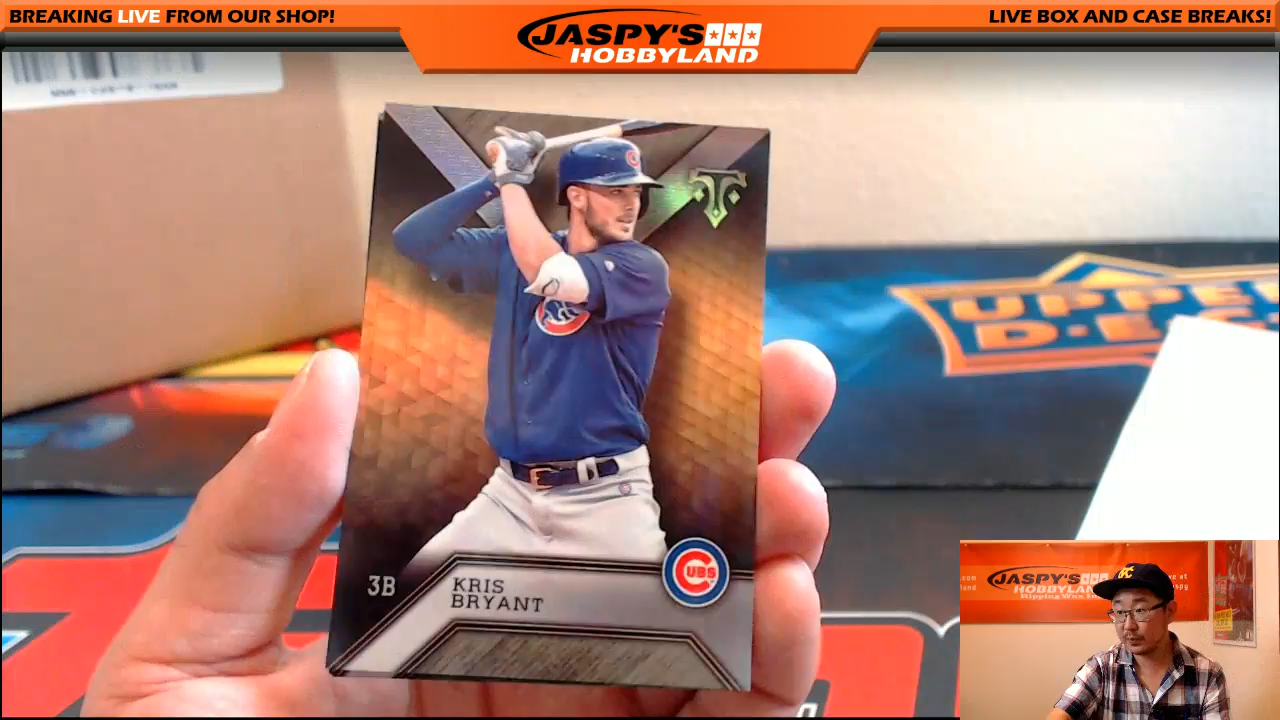 BREAKING LIVE FROM OUR SHOP!
JASPY'S
HOBBYLAND
LIVE BOX AND CASE BREAKS!
UPPER
D·E·C
3B
KRIS
BRYANT
CUBS
JASPY'S
HOBBYLAND
.com